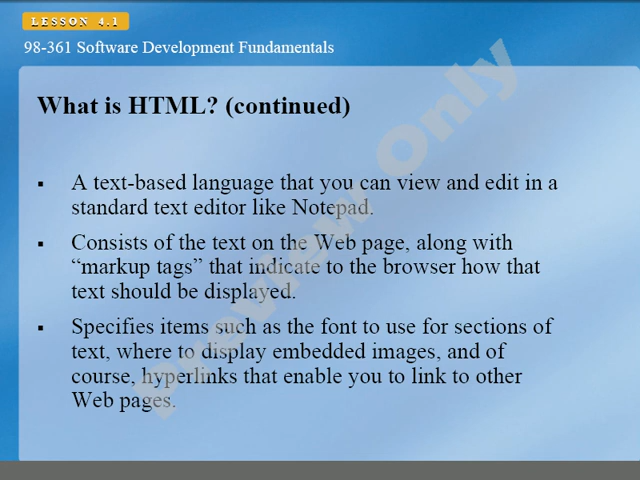 LESSON 4.1
98-361 Software Development Fundamentals
What is HTML? (continued)
▪ A text-based language that you can view and edit in a
standard text editor like Notepad.
▪ Consists of the text on the Web page, along with
“markup tags” that indicate to the browser how that
text should be displayed.
▪ Specifies items such as the font to use for sections of
text, where to display embedded images, and of
course, hyperlinks that enable you to link to other
Web pages.
Preview Only